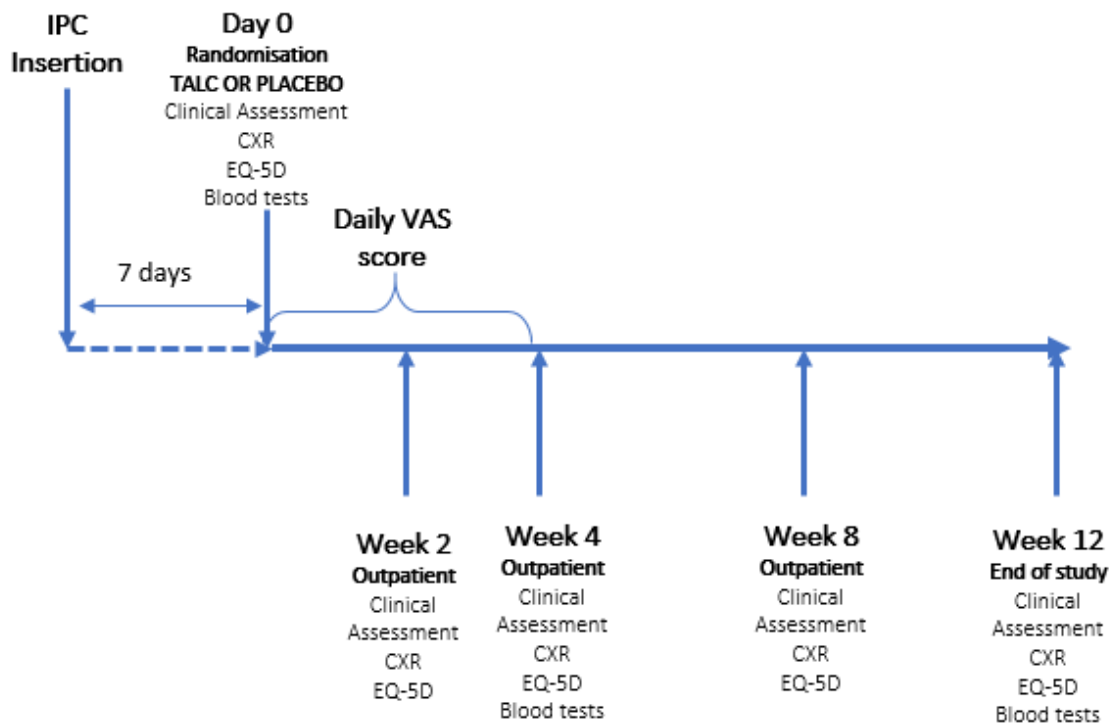 IPC
Insertion
Day 0
Randomisation
TALC OR PLACEBO
Clinical Assessment
CXR
EQ-5D
Blood tests
7 days
Daily VAS
score
Week 2
Outpatient
Clinical
Assessment
CXR
EQ-5D
Week 4
Outpatient
Clinical
Assessment
CXR
EQ-5D
Blood tests
Week 8
Outpatient
Clinical
Assessment
CXR
EQ-5D
Week 12
End of study
Clinical
Assessment
CXR
EQ-5D
Blood tests